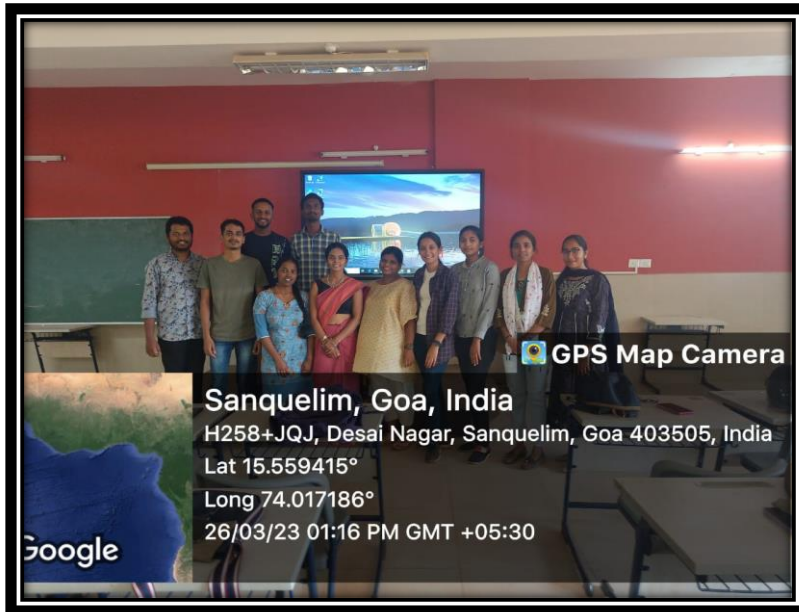 GPS Map Camera
Sanquelim, Goa, India
H258+JQJ, Desai Nagar, Sanquelim, Goa 403505, India
Lat 15.559415°
Long 74.017186°
26/03/23 01:16 PM GMT +05:30
Google